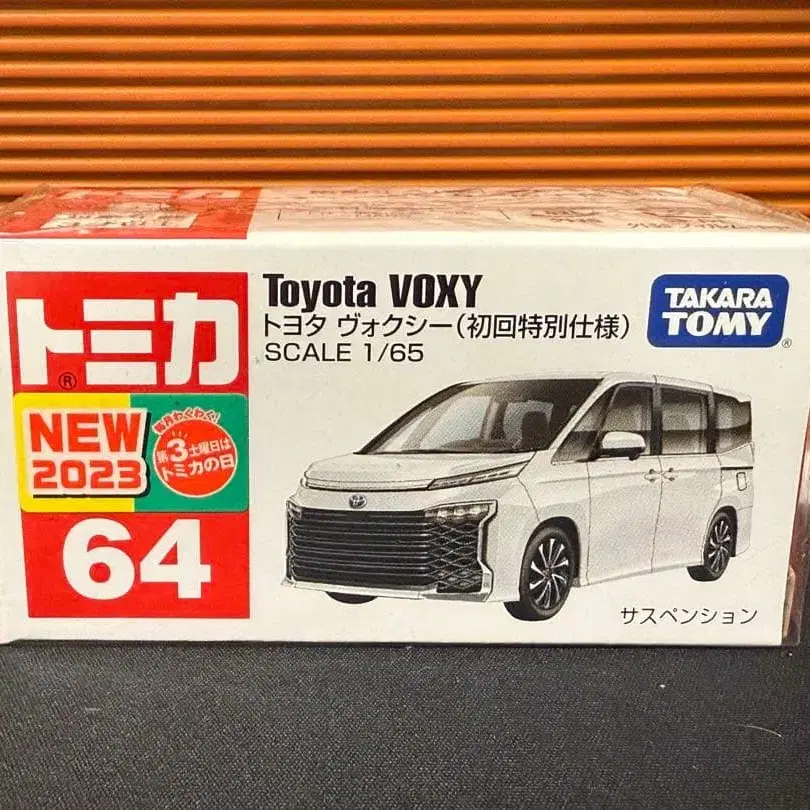 トミカ
®
NEW
2023
毎月わくわく!
第3土曜日は
トミカの日
64
Toyota VOXY
トヨタ ヴォクシー(初回特別仕様)
SCALE 1/65
TAKARA
TOMY
®
サスペンション